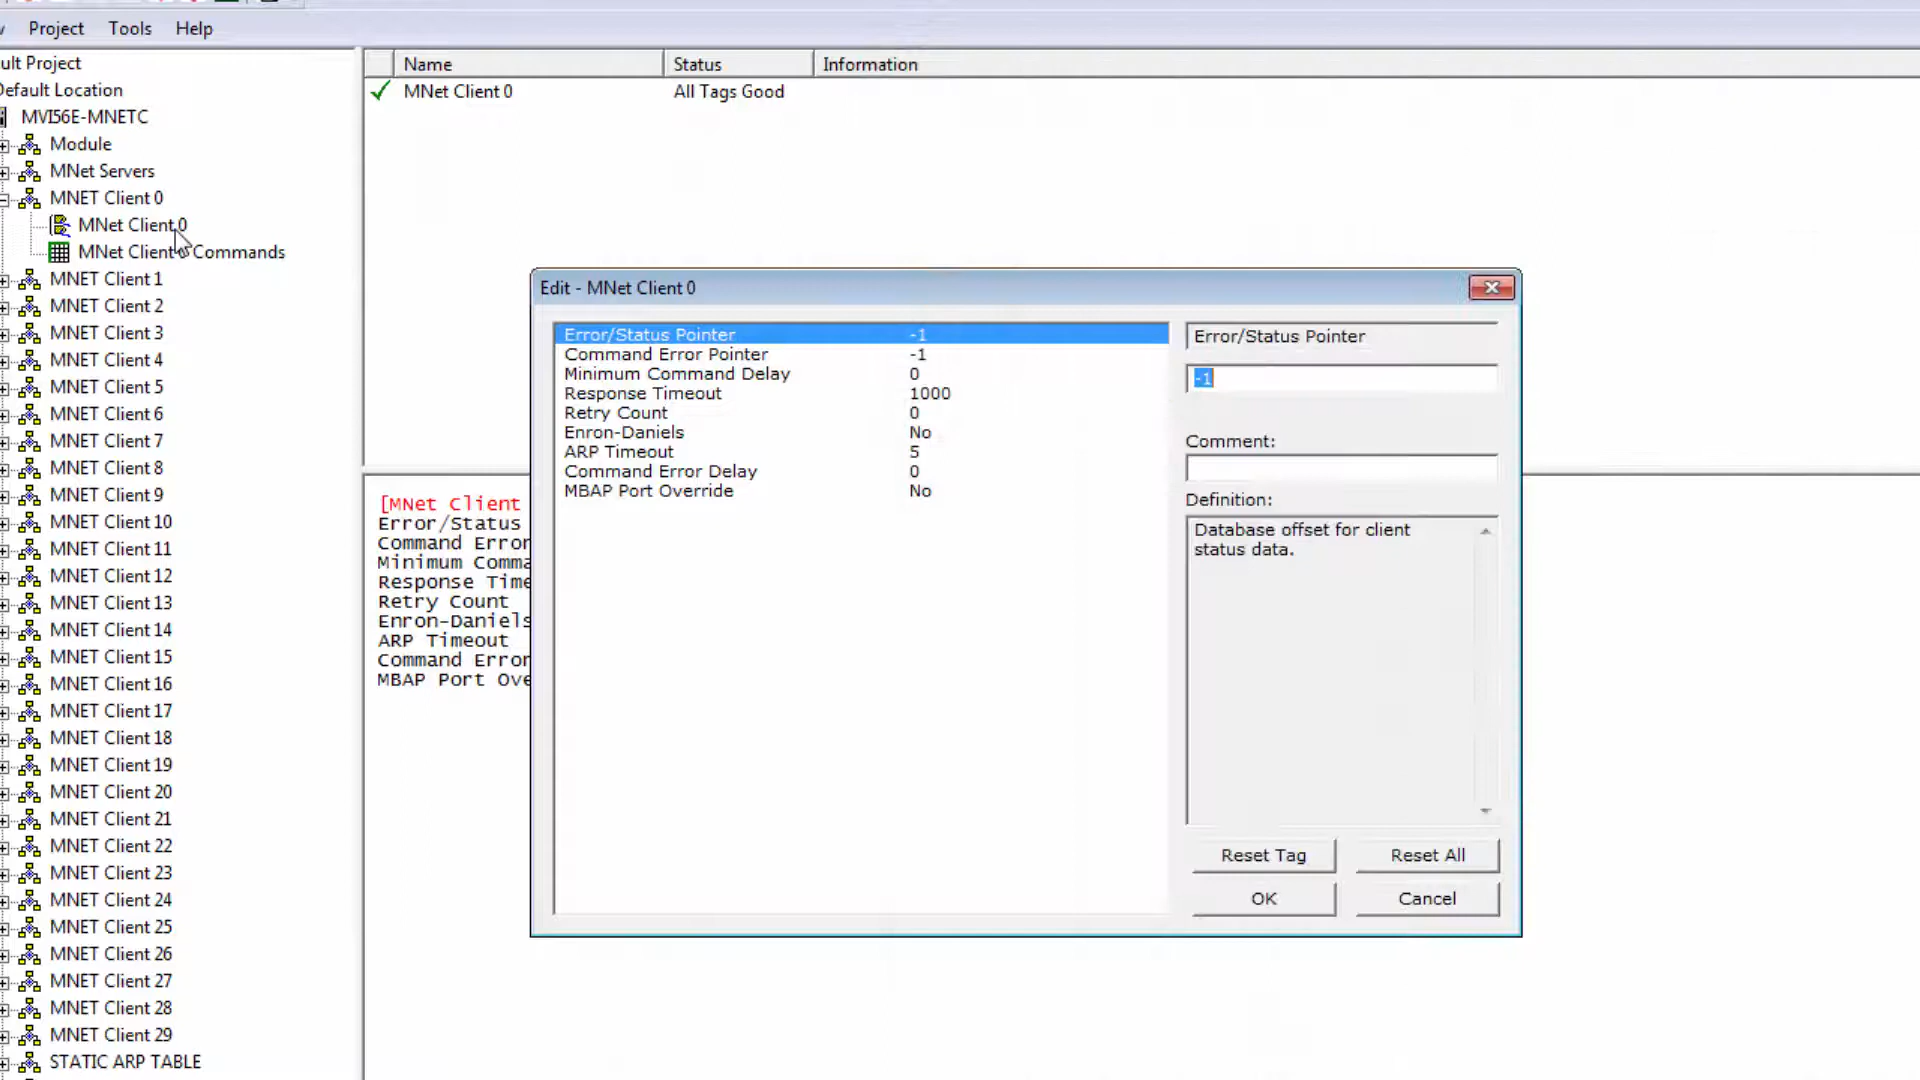 Project Tools Help
ult Project
Default Location
MVI56E-MNETC
Module
MNet Servers
MNET Client 0
MNet Client 0
MNet Client Commands
MNET Client 1
MNET Client 2
MNET Client 3
MNET Client 4
MNET Client 5
MNET Client 6
MNET Client 7
MNET Client 8
MNET Client 9
MNET Client 10
MNET Client 11
MNET Client 12
MNET Client 13
MNET Client 14
MNET Client 15
MNET Client 16
MNET Client 17
MNET Client 18
MNET Client 19
MNET Client 20
MNET Client 21
MNET Client 22
MNET Client 23
MNET Client 24
MNET Client 25
MNET Client 26
MNET Client 27
MNET Client 28
MNET Client 29
STATIC ARP TABLE
Name Status Information
MNet Client 0 All Tags Good
[MNet Client
Error/Status
Command Error
Minimum Comma
Response Time
Retry Count
Enron-Daniels
ARP Timeout
Command Error
MBAP Port Ove
Edit - MNet Client 0
Error/Status Pointer -1
Command Error Pointer -1
Minimum Command Delay 0
Response Timeout 1000
Retry Count 0
Enron-Daniels No
ARP Timeout 5
Command Error Delay 0
MBAP Port Override No
Error/Status Pointer
-1
Comment:
Definition:
Database offset for client
status data.
Reset Tag Reset All
OK Cancel